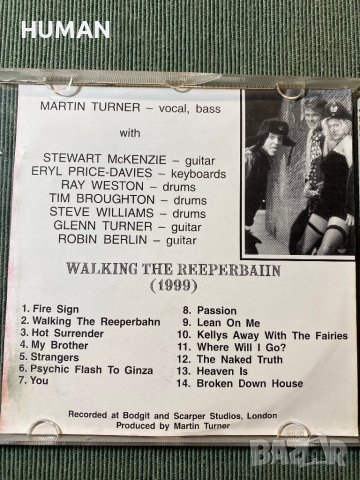 HUMAN
MARTIN TURNER – vocal, bass
with
STEWART McKENZIE – guitar
ERYL PRICE-DAVIES – keyboards
RAY WESTON – drums
TIM BROUGHTON – drums
STEVE WILLIAMS – drums
GLENN TURNER – guitar
ROBIN BERLIN – guitar
WALKING THE REEPERBAHN
(1999)
1. Fire Sign
2. Walking The Reeperbahn
3. Hot Surrender
4. My Brother
5. Strangers
6. Psychic Flash To Ginza
7. You
8. Passion
9. Lean On Me
10. Kellys Away With The Fairies
11. Where Will I Go?
12. The Naked Truth
13. Heaven Is
14. Broken Down House
Recorded at Bodgit and Scarper Studios, London
Produced by Martin Turner
BAZAR